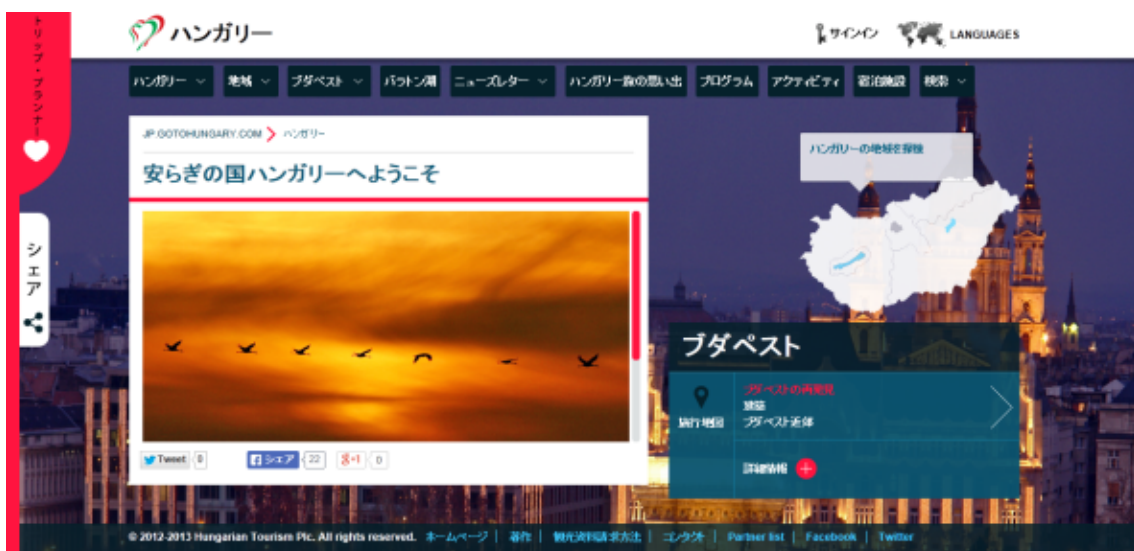 トリップ・プランナー
ハンガリー
サインイン
LANGUAGES
ハンガリー
地域
ブダペスト
バラトン湖
ニューズレター
ハンガリー旅の思い出
プログラム
アクティビティ
宿泊施設
検索
JP.GOTOHUNGARY.COM
ハンガリー
安らぎの国ハンガリーへようこそ
ハンガリーの地域を探検
シェア
ブダペスト
旅行地図
ブダペストの再発見
建築
ブダペスト近郊
詳細情報
Tweet 0
シェア 22
g+1 0
© 2012-2013 Hungarian Tourism Plc. All rights reserved. ホームページ | 著作 | 観光資料請求方法 | コンタクト | Partner list | Facebook | Twitter